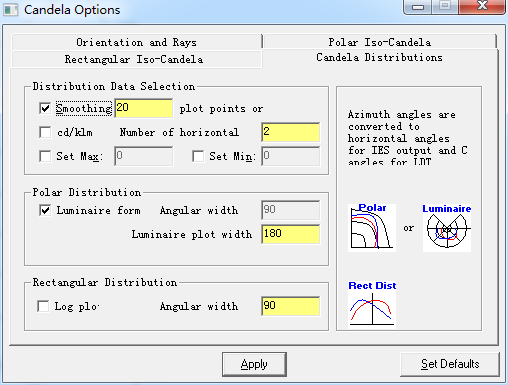 Candela Options
Orientation and Rays
Polar Iso-Candela
Rectangular Iso-Candela
Candela Distributions
Distribution Data Selection
Smoothing 20 plot points or
cd/klm Number of horizontal 2
Set Max: 0 Set Min: 0
Azimuth angles are
converted to
horizontal angles
for IES output and C
angles for LDT
Polar Distribution
Luminaire form Angular width 90
Luminaire plot width 180
Polar or Luminaire
Rectangular Distribution
Log plo Angular width 90
Rect Dist
Apply
Set Defaults